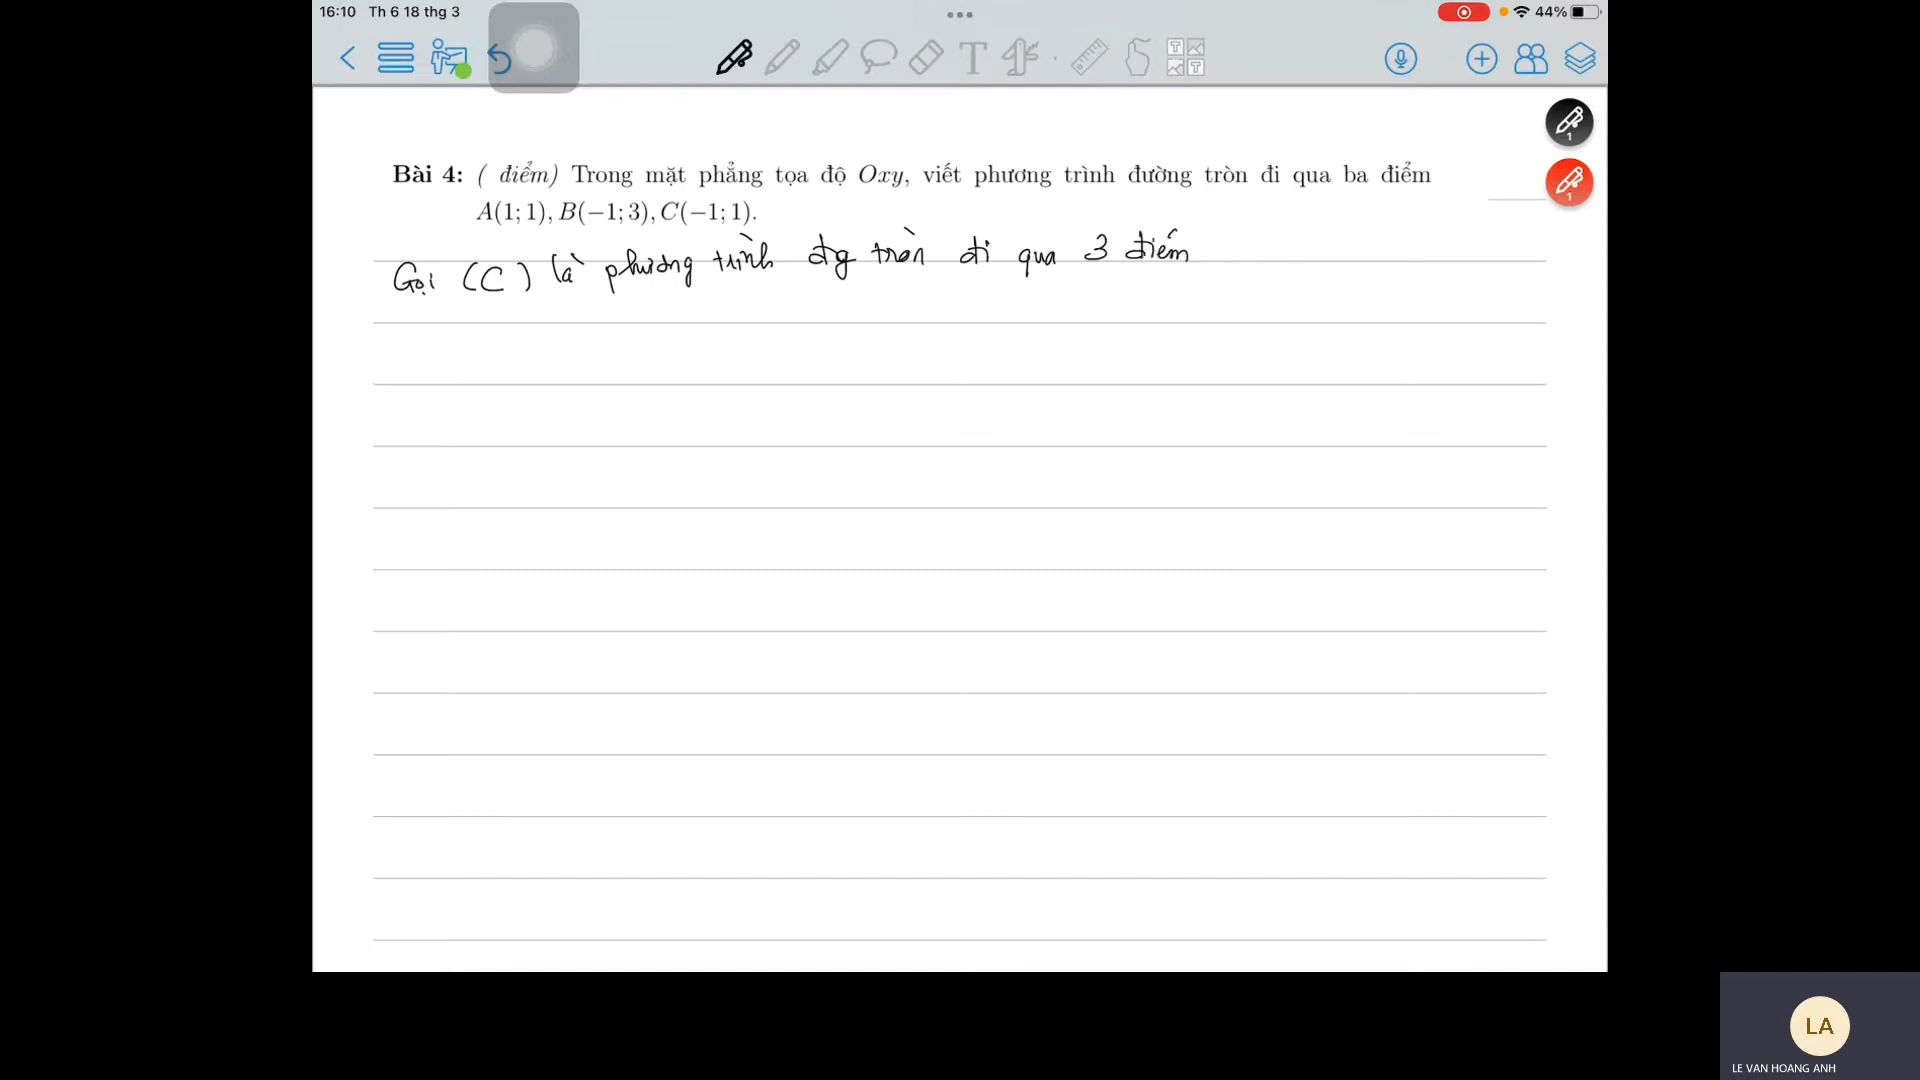 16:10 Th 6 18 thg 3
44%
Bài 4: ( điểm) Trong mặt phẳng tọa độ Oxy, viết phương trình đường tròn đi qua ba điểm
A(1; 1), B(−1; 3), C(−1; 1).
Gọi (C) là phương trình đg tròn đi qua 3 điểm
1
1
LA
LE VAN HOANG ANH